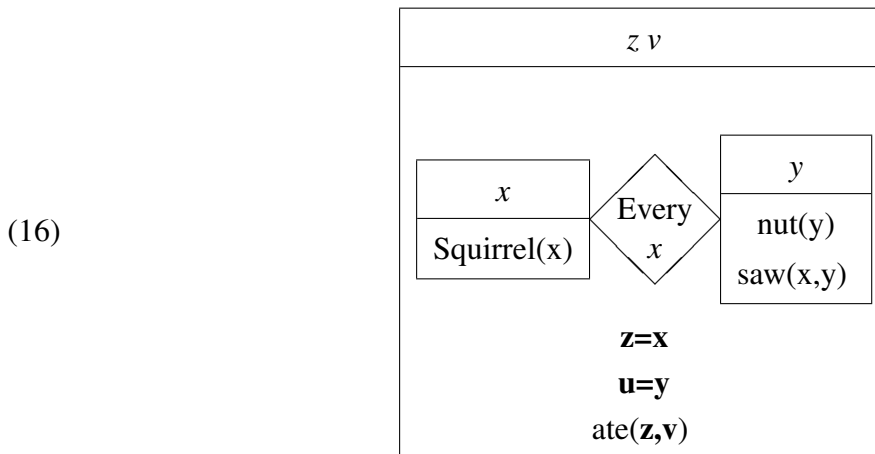 z v
x
Squirrel(x)
Every
x
y
nut(y)
saw(x,y)
(16)
z=x
u=y
ate(z,v)